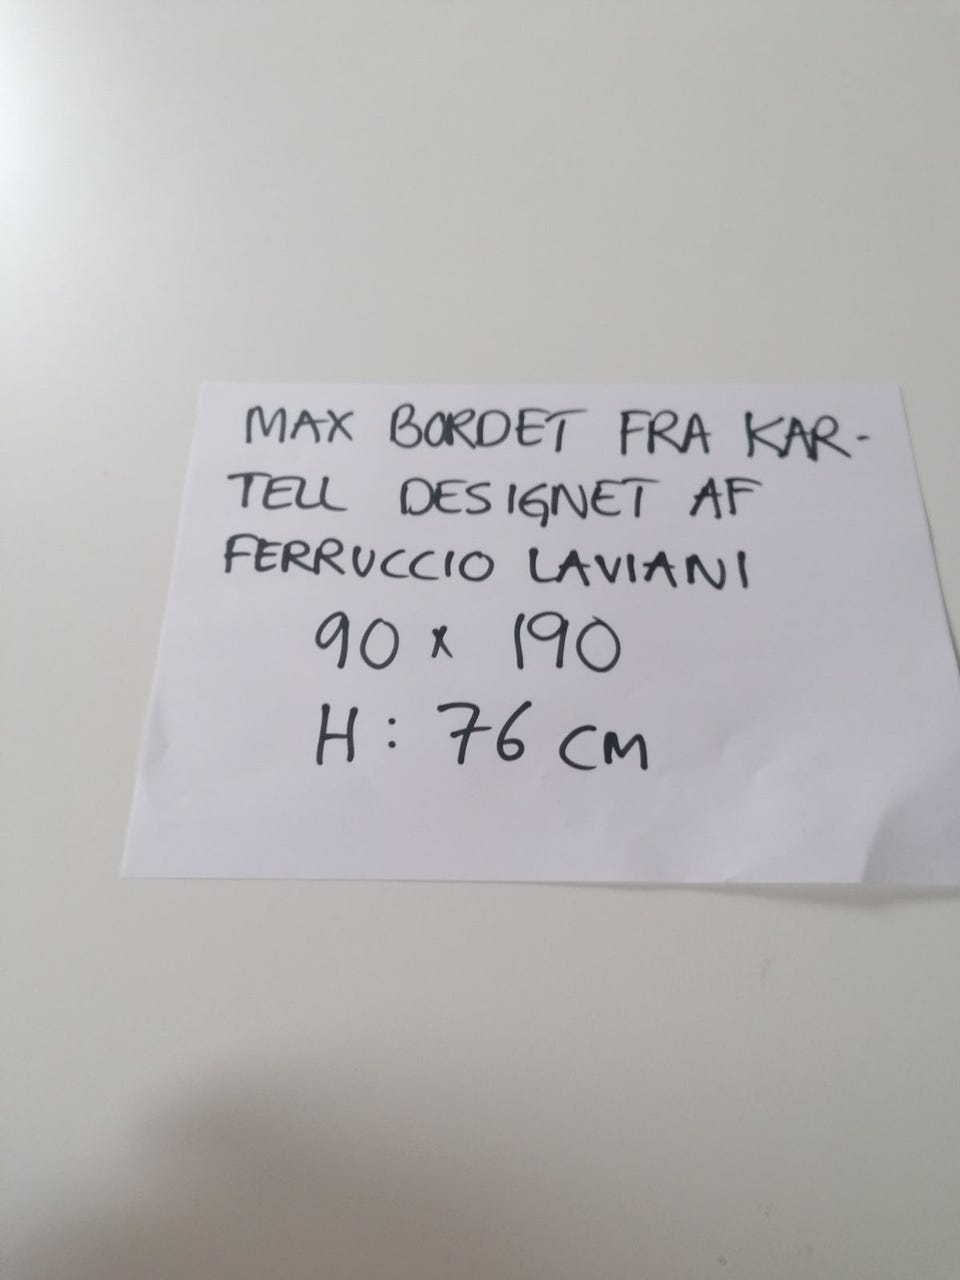 MAX BORDET FRA KAR-
TELL DESIGNET AF
FERRUCCIO LAVIANI
90 x 190
H: 76 CM